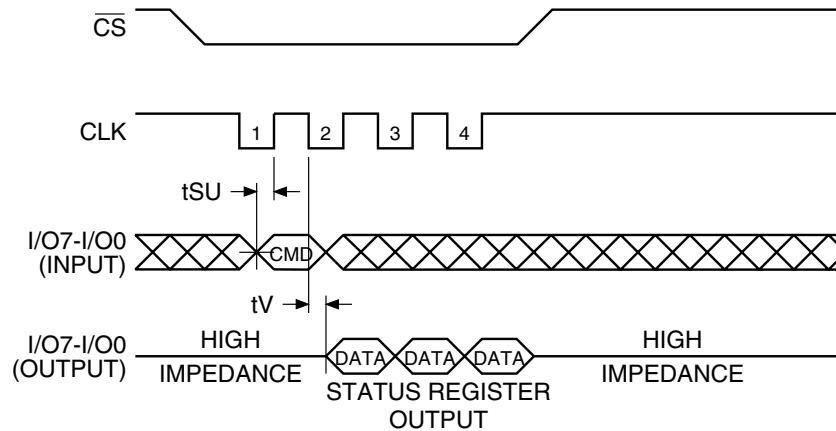 CS
CLK
1 2 3 4
tSU
I/O7-I/O0
(INPUT)
CMD
tV
I/O7-I/O0
(OUTPUT)
HIGH
IMPEDANCE
DATA DATA DATA
STATUS REGISTER
OUTPUT
HIGH
IMPEDANCE